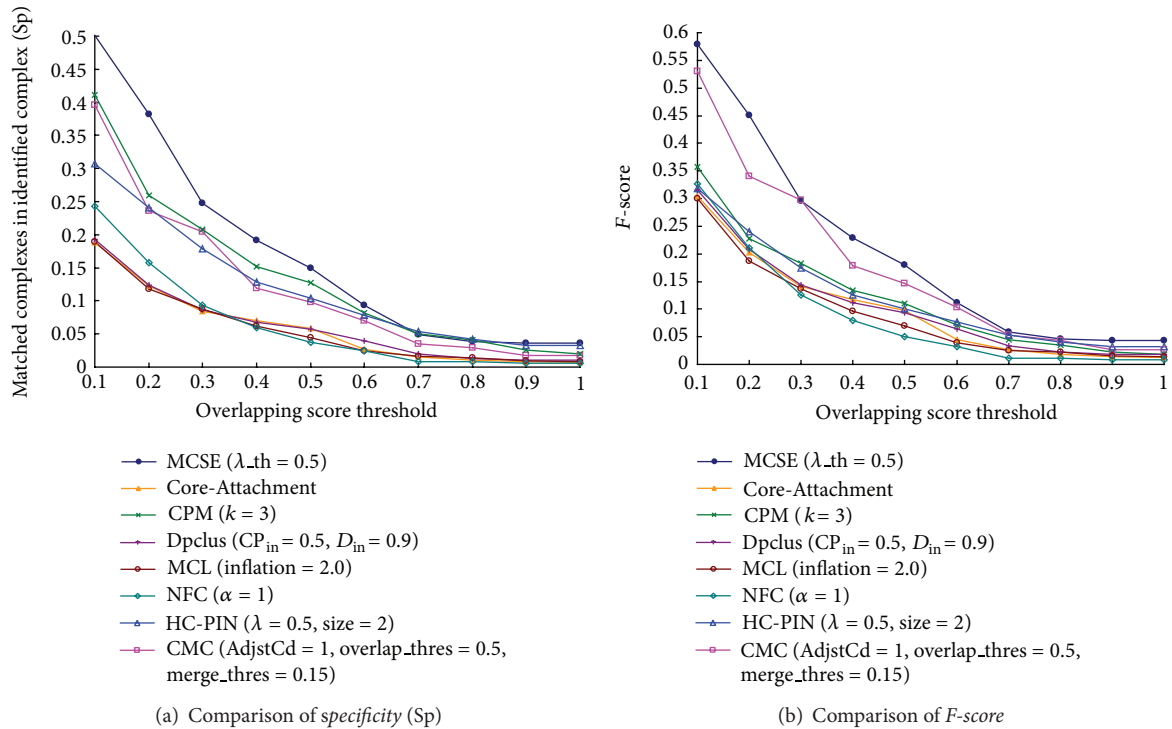 Matched complexes in identified complex (Sp)
0.5
0.45
0.4
0.35
0.3
0.25
0.2
0.15
0.1
0.05
0
0.1 0.2 0.3 0.4 0.5 0.6 0.7 0.8 0.9 1
Overlapping score threshold
MCSE (λ_th = 0.5)
Core-Attachment
CPM (k = 3)
Dpclus (CP_in = 0.5, D_in = 0.9)
MCL (inflation = 2.0)
NFC (α = 1)
HC-PIN (λ = 0.5, size = 2)
CMC (AdjstCd = 1, overlap_thres = 0.5,
merge_thres = 0.15)
(a) Comparison of specificity (Sp)
F-score
0.6
0.55
0.5
0.45
0.4
0.35
0.3
0.25
0.2
0.15
0.1
0.05
0
0.1 0.2 0.3 0.4 0.5 0.6 0.7 0.8 0.9 1
Overlapping score threshold
MCSE (λ_th = 0.5)
Core-Attachment
CPM (k = 3)
Dpclus (CP_in = 0.5, D_in = 0.9)
MCL (inflation = 2.0)
NFC (α = 1)
HC-PIN (λ = 0.5, size = 2)
CMC (AdjstCd = 1, overlap_thres = 0.5,
merge_thres = 0.15)
(b) Comparison of F-score